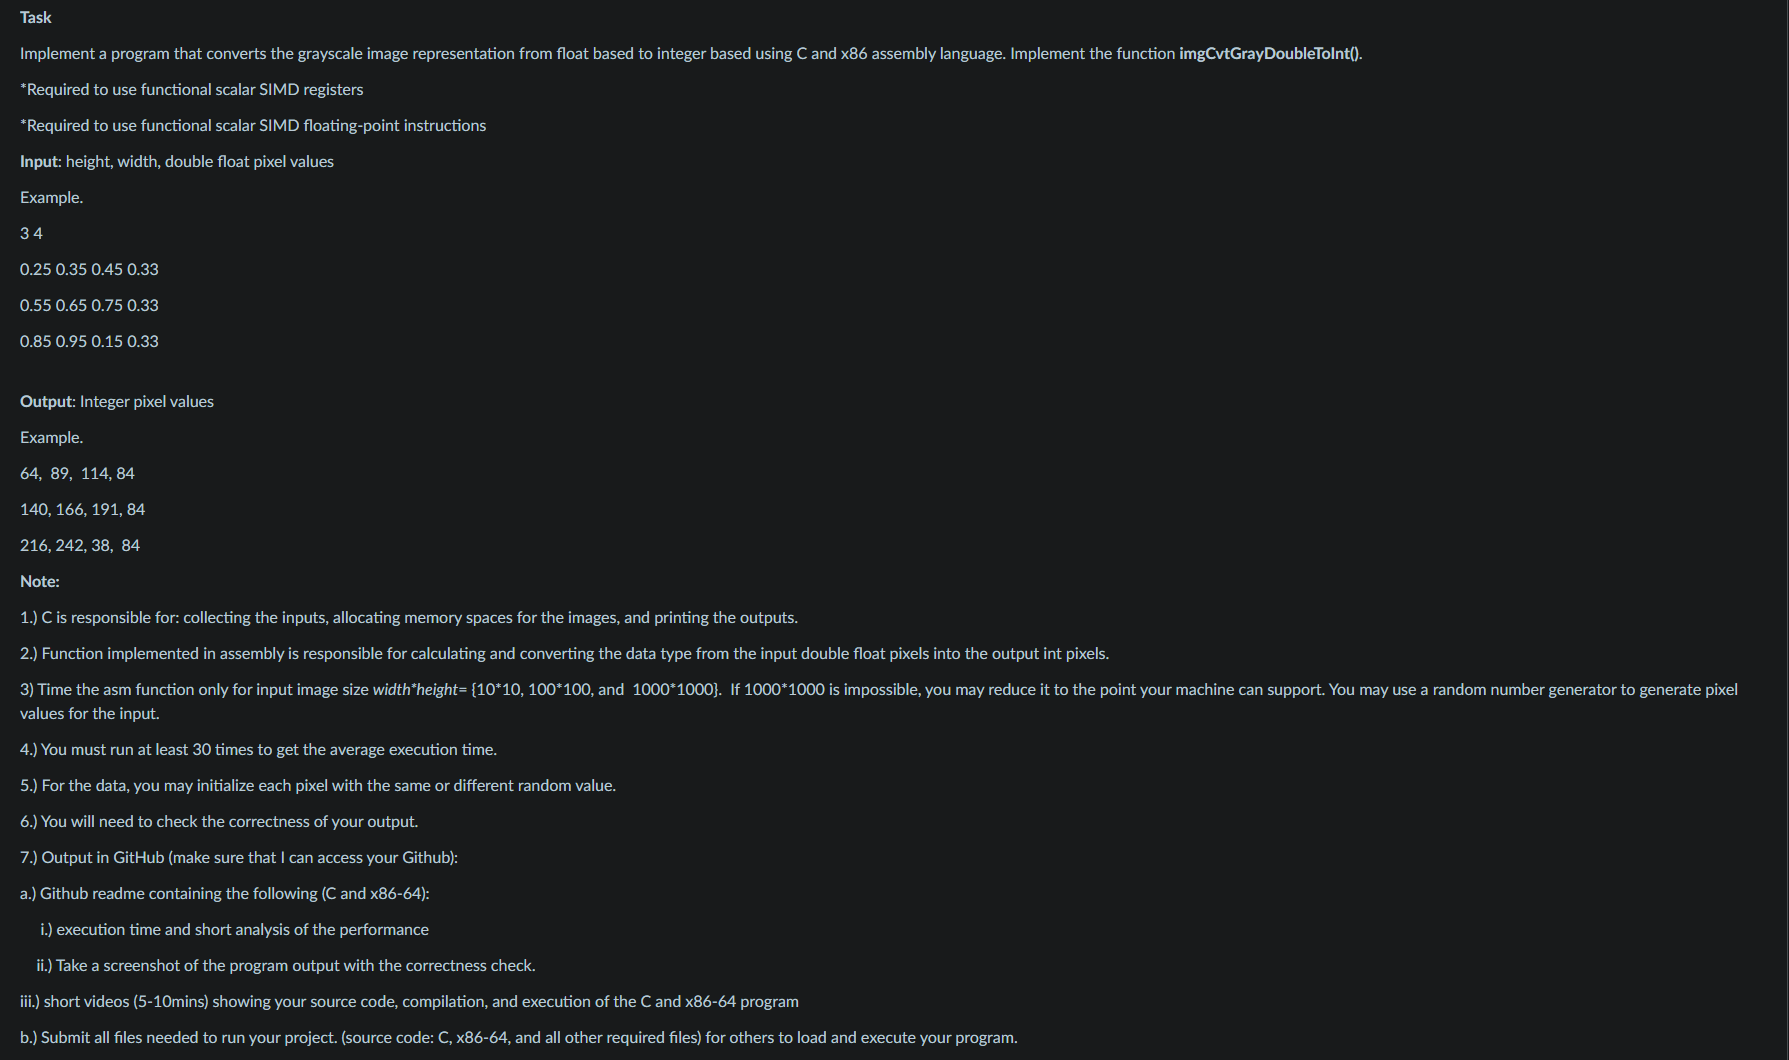 Task
Implement a program that converts the grayscale image representation from float based to integer based using C and x86 assembly language. Implement the function imgCvtGrayDoubleToInt().
*Required to use functional scalar SIMD registers
*Required to use functional scalar SIMD floating-point instructions
Input: height, width, double float pixel values
Example.
3 4
0.25 0.35 0.45 0.33
0.55 0.65 0.75 0.33
0.85 0.95 0.15 0.33
Output: Integer pixel values
Example.
64, 89, 114, 84
140, 166, 191, 84
216, 242, 38, 84
Note:
1.) C is responsible for: collecting the inputs, allocating memory spaces for the images, and printing the outputs.
2.) Function implemented in assembly is responsible for calculating and converting the data type from the input double float pixels into the output int pixels.
3) Time the asm function only for input image size width*height= {10*10, 100*100, and 1000*1000}. If 1000*1000 is impossible, you may reduce it to the point your machine can support. You may use a random number generator to generate pixel
values for the input.
4.) You must run at least 30 times to get the average execution time.
5.) For the data, you may initialize each pixel with the same or different random value.
6.) You will need to check the correctness of your output.
7.) Output in GitHub (make sure that I can access your Github):
a.) Github readme containing the following (C and x86-64):
i.) execution time and short analysis of the performance
ii.) Take a screenshot of the program output with the correctness check.
iii.) short videos (5-10mins) showing your source code, compilation, and execution of the C and x86-64 program
b.) Submit all files needed to run your project. (source code: C, x86-64, and all other required files) for others to load and execute your program.